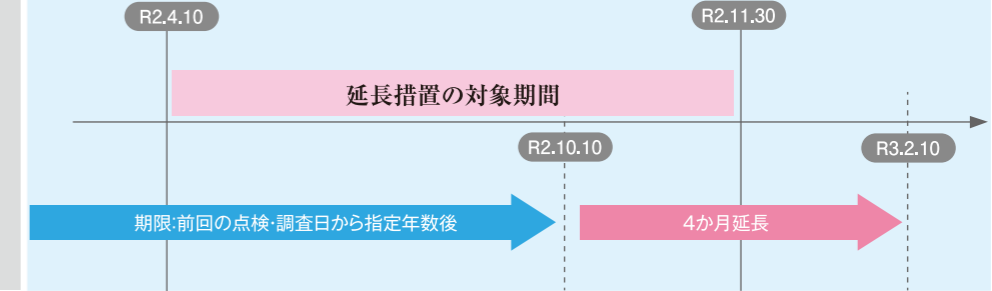 R2.4.10
R2.11.30
延長措置の対象期間
R2.10.10
R3.2.10
期限:前回の点検・調査日から指定年数後
4か月延長